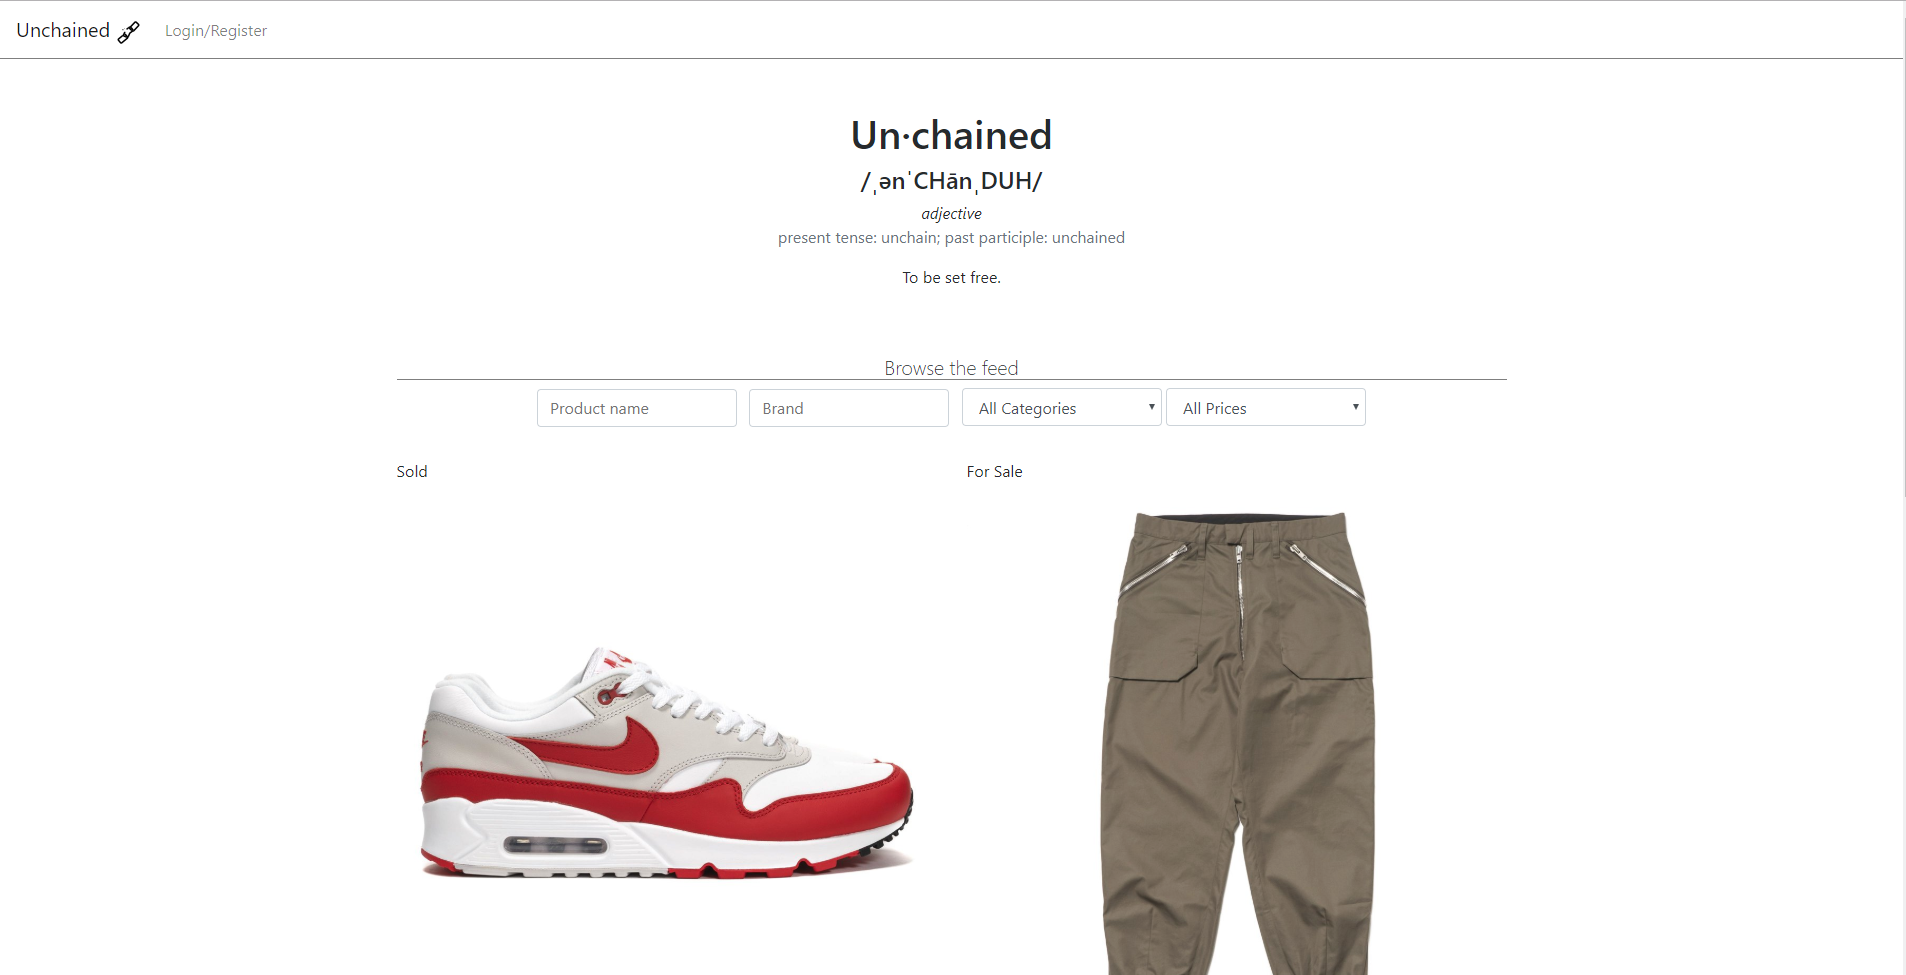 Unchained Login/Register
Un·chained
/ˌənˈCHānˌDUH/
adjective
present tense: unchain; past participle: unchained
To be set free.
Browse the feed
Product name Brand All Categories All Prices
Sold For Sale